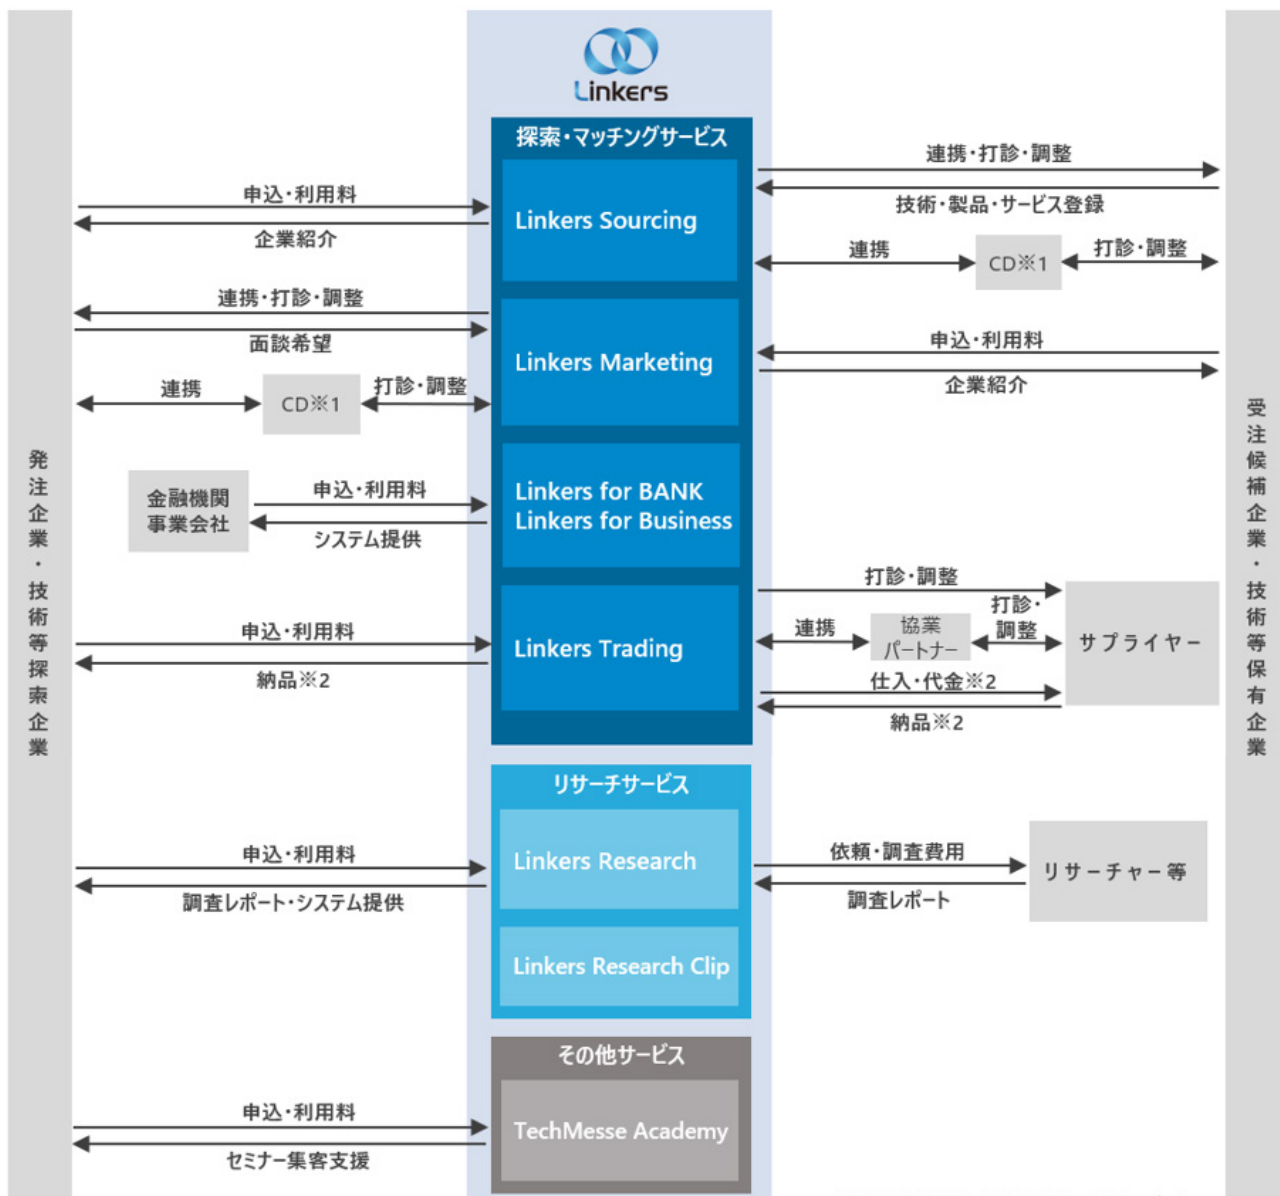 Linkers
探索・マッチングサービス
申込・利用料
企業紹介
Linkers Sourcing
連携・打診・調整
技術・製品・サービス登録
連携
CD※1
打診・調整
連携・打診・調整
面談希望
連携
CD※1
打診・調整
Linkers Marketing
申込・利用料
企業紹介
金融機関
事業会社
申込・利用料
システム提供
Linkers for BANK
Linkers for Business
申込・利用料
納品※2
Linkers Trading
打診・調整
連携
協業
パートナー
打診・
調整
サプライヤー
仕入・代金※2
納品※2
リサーチサービス
申込・利用料
調査レポート・システム提供
Linkers Research
依頼・調査費用
調査レポート
リサーチャー等
Linkers Research Clip
その他サービス
申込・利用料
セミナー集客支援
TechMesse Academy
発注企業・技術等探索企業
受注候補企業・技術等保有企業